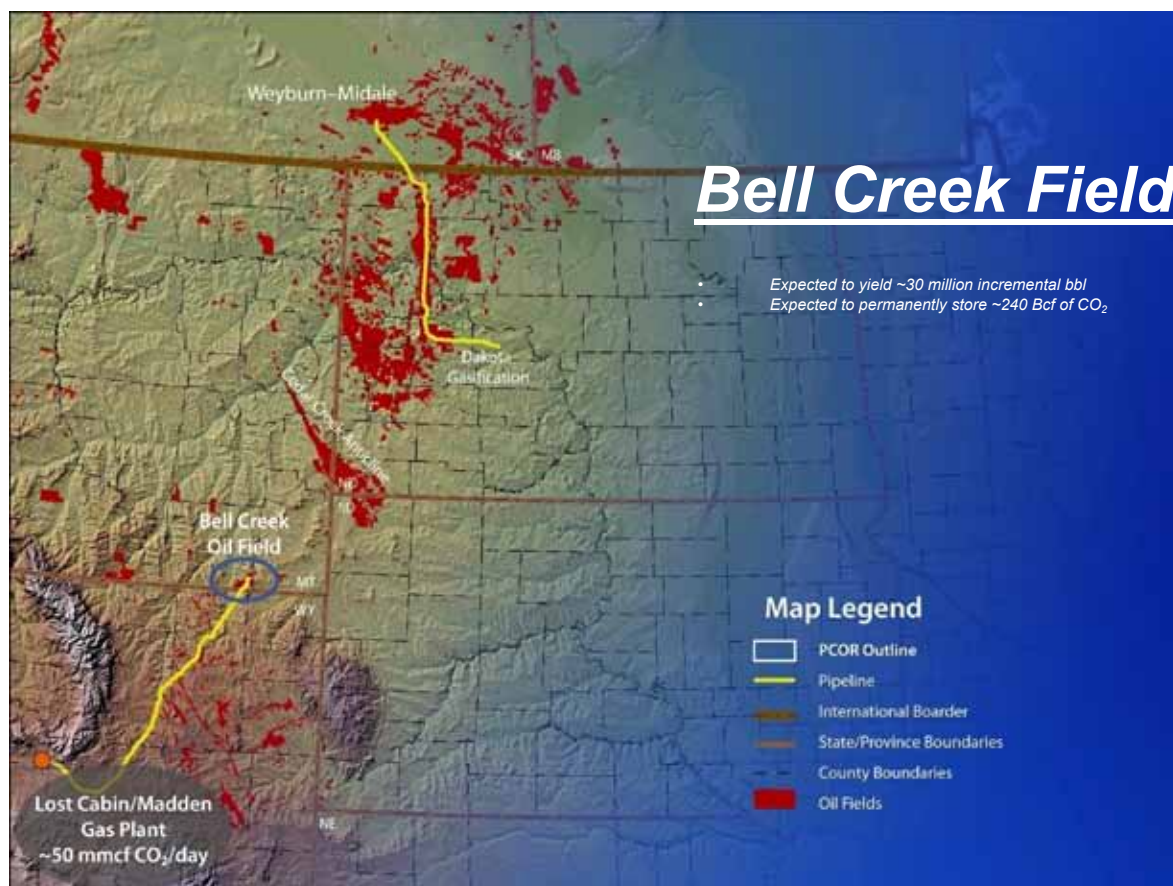 Weyburn–Midale
SK
MB
Bell Creek Field
• Expected to yield ~30 million incremental bbl
• Expected to permanently store ~240 Bcf of CO₂
Dakota
Gasification
Cedar Creek Anticline
ND
SD
Bell Creek
Oil Field
MT
WY
Map Legend
PCOR Outline
Pipeline
International Boarder
State/Province Boundaries
County Boundaries
Oil Fields
Lost Cabin/Madden
Gas Plant
~50 mmcf CO₂/day
NE